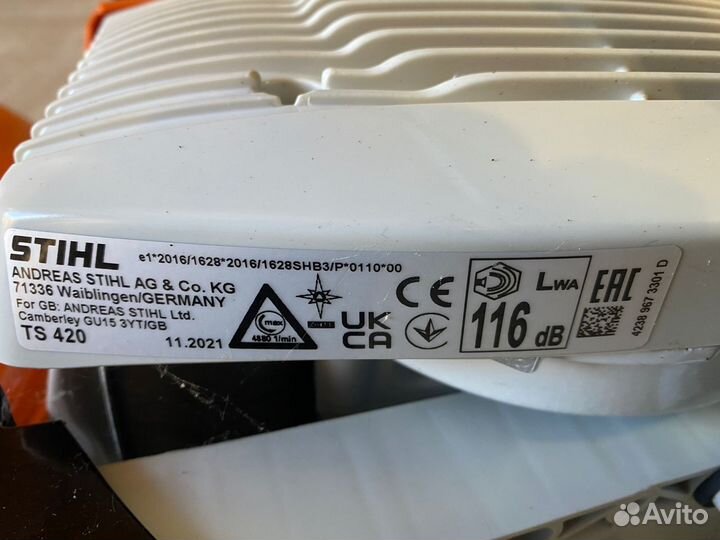 STIHL
e1*2016/1628*2016/1628SHB3/P*0110*00
ANDREAS STIHL AG & Co. KG
71336 Waiblingen/GERMANY
For GB: ANDREAS STIHL Ltd.
Camberley GU15 3YT/GB
TS 420
11.2021
max
4880 1/min
UK
CA
CE
LWA
116 dB
EAC
4238 967 3301 D
Avito